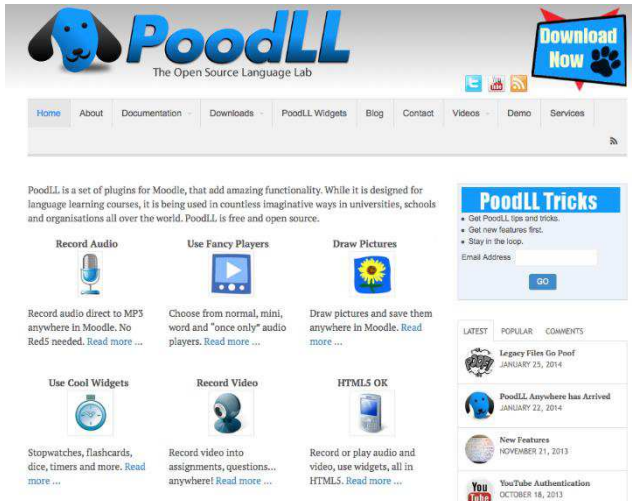 PoodLL
The Open Source Language Lab
Download
Now
You
Tube
Home About Documentation Downloads PoodLL Widgets Blog Contact Videos Demo Services
PoodLL is a set of plugins for Moodle, that add amazing functionality. While it is designed for
language learning courses, it is being used in countless imaginative ways in universities, schools
and organisations all over the world. PoodLL is free and open source.
Record Audio
Record audio direct to MP3
anywhere in Moodle. No
Red5 needed. Read more ...
Use Fancy Players
Choose from normal, mini,
word and "once only" audio
players. Read more ...
Draw Pictures
Draw pictures and save them
anywhere in Moodle. Read
more ...
Use Cool Widgets
Stopwatches, flashcards,
dice, timers and more. Read
more ...
Record Video
Record video into
assignments, questions...
anywhere! Read more ...
HTML5 OK
Record or play audio and
video, use widgets, all in
HTML5. Read more ...
PoodLL Tricks
Get PoodLL tips and tricks.
Get new features first.
Stay in the loop.
Email Address
GO
LATEST POPULAR COMMENTS
Legacy Files Go Poof
JANUARY 25, 2014
PoodLL Anywhere has Arrived
JANUARY 22, 2014
New Features
NOVEMBER 21, 2013
YouTube Authentication
OCTOBER 18, 2013
You
Tube